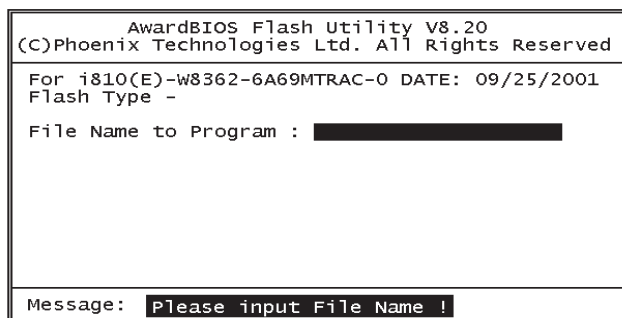 AwardBIOS Flash Utility V8.20
(C)Phoenix Technologies Ltd. All Rights Reserved
For i810(E)-W8362-6A69MTRAC-0 DATE: 09/25/2001
Flash Type -
File Name to Program :
Message: Please input File Name !